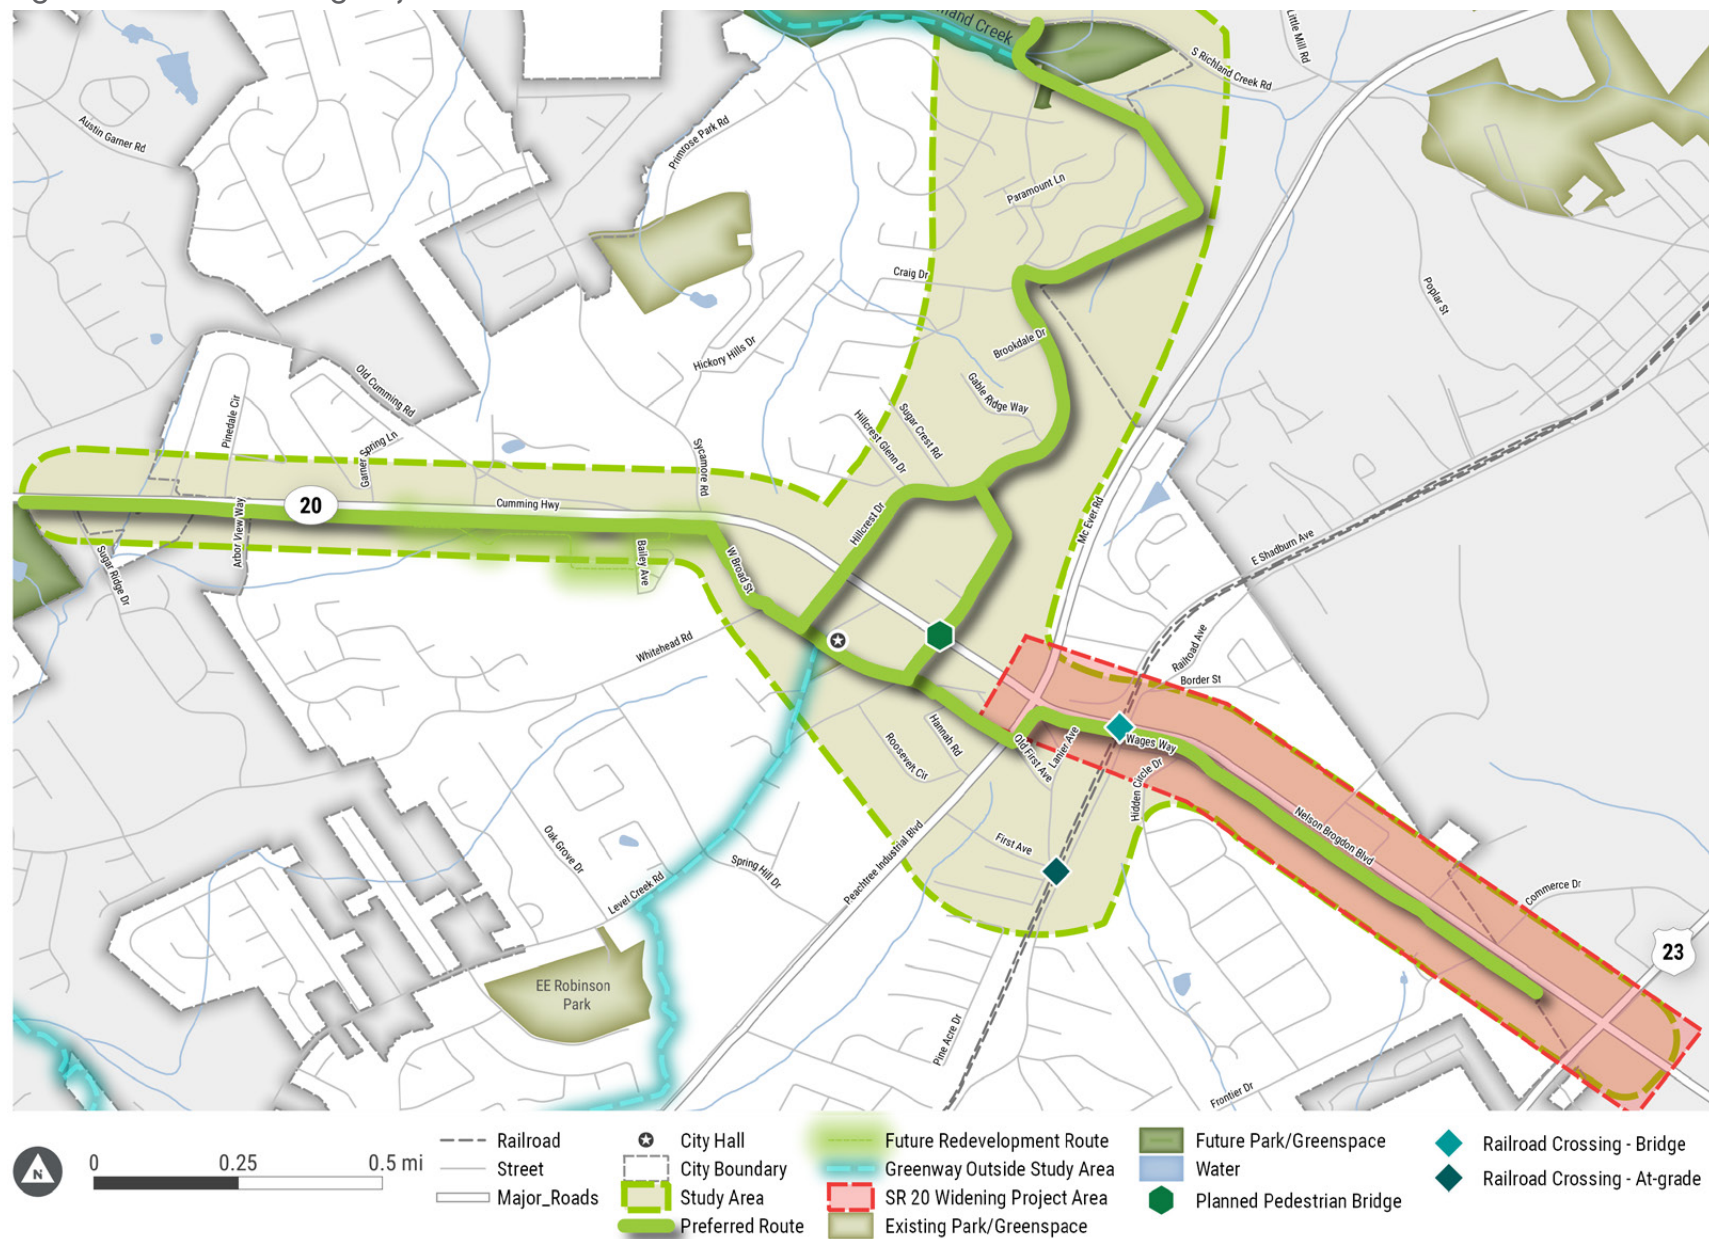 hland Creek
Little Mill Rd
S Richland Creek Rd
Austin Garner Rd
Primrose Park Rd
Paramount Ln
Craig Dr
Poplar St
Brookdale Dr
Hickory Hills Dr
Old Cumming Rd
Gable Ridge Way
Pinedale Cir
Sugar Crest Rd
Hillcrest Glenn Dr
Garner
Spring Ln
Sycamore Rd
20
Cumming Hwy
Hillcrest Dr
Mc Ever Rd
Arbor View Way
E Shadburn Ave
Sugar Ridge Dr
Bailey Ave
W Broad St
Whitehead Rd
Railroad Ave
Border St
Hannah Rd
Roosevelt Cir
Old First Ave
Lanier Ave
Wages Way
Hidden Circle Dr
Nelson Brogdon Blvd
First Ave
Oak Grove Dr
Spring Hill Dr
Peachtree Industrial Blvd
Level Creek Rd
Commerce Dr
23
EE Robinson
Park
Pine Acre Dr
Frontier Dr
N
0 0.25 0.5 mi
Railroad
Street
Major_Roads
City Hall
City Boundary
Study Area
Preferred Route
Future Redevelopment Route
Greenway Outside Study Area
SR 20 Widening Project Area
Existing Park/Greenspace
Future Park/Greenspace
Water
Planned Pedestrian Bridge
Railroad Crossing - Bridge
Railroad Crossing - At-grade